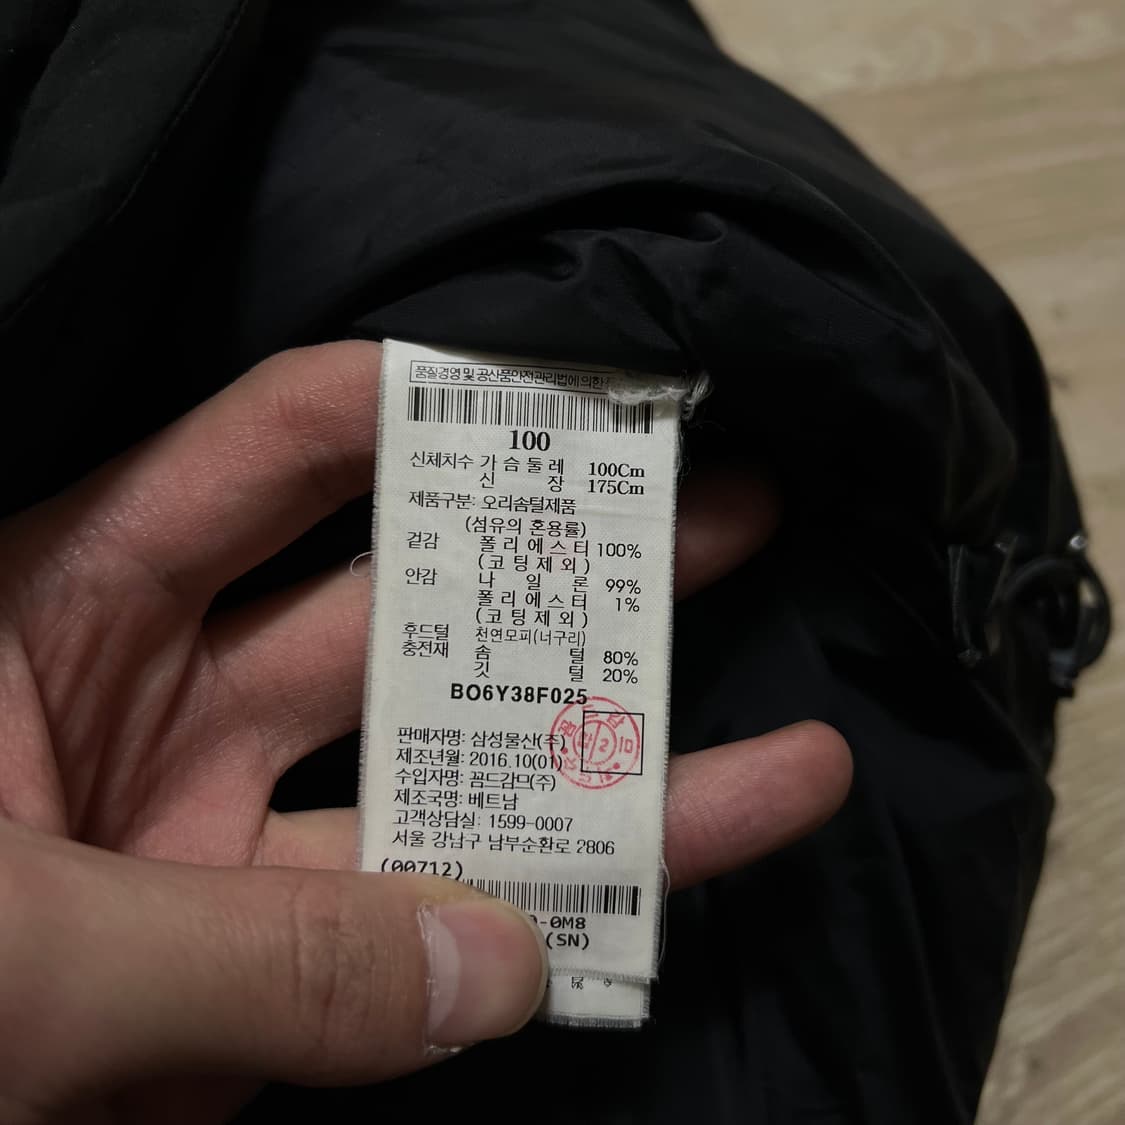 품질경영 및 공산품안전관리법에 의한
100
신체치수 가 슴 둘 레 100Cm
신 장 175Cm
제품구분: 오리솜털제품
(섬유의 혼용률)
겉감 폴 리 에 스 터 100%
(코 팅 제 외)
안감 나 일 론 99%
폴 리 에 스 터 1%
(코 팅 제 외)
후드털 천연모피(너구리)
충전재 솜 털 80%
깃 털 20%
BO6Y38F025
판매자명: 삼성물산(주)
제조년월: 2016.10(01)
수입자명: 꼼드감므(주)
제조국명: 베트남
고객상담실: 1599-0007
서울 강남구 남부순환로 2806
(00712)
-0M8
(SN)